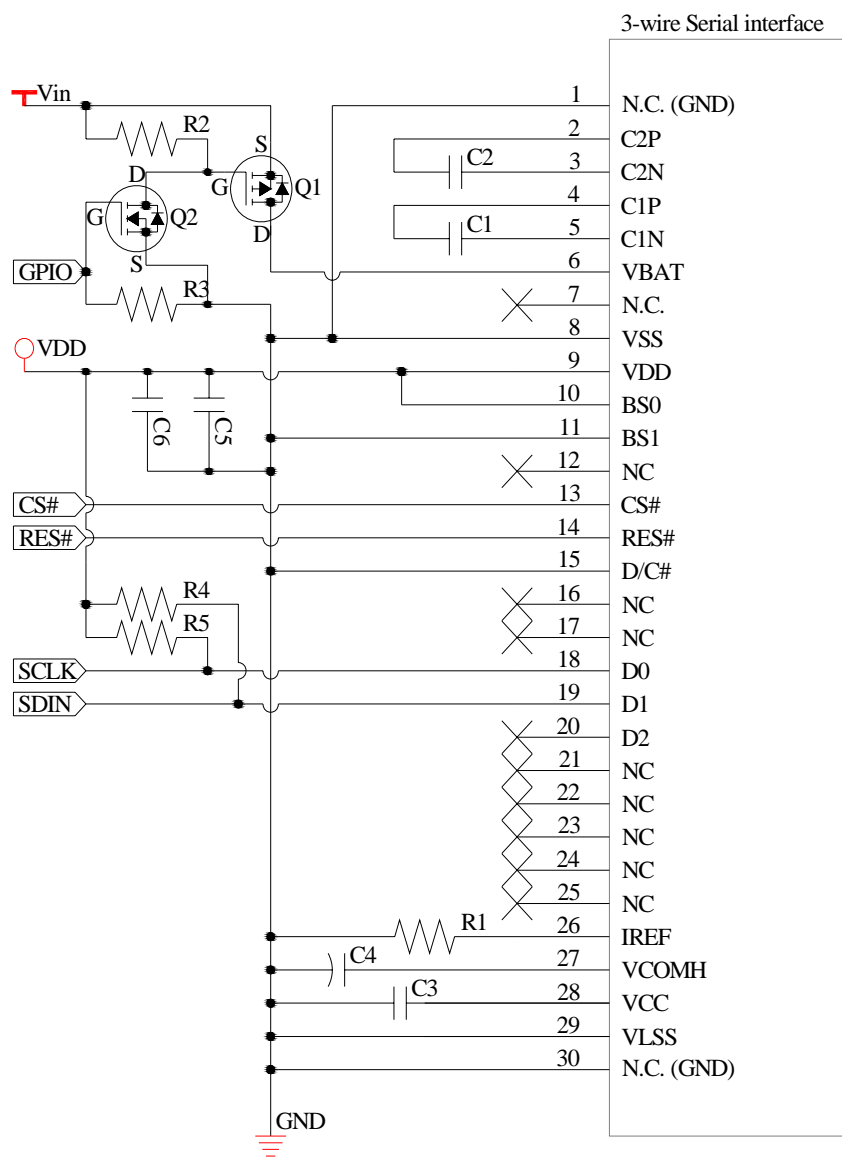 3-wire Serial interface
Vin
1 N.C. (GND)
R2
2 C2P
S
C2
3 C2N
D
G
Q1
4 C1P
G
Q2
C1
5 C1N
D
S
GPIO
6 VBAT
R3
7 N.C.
8 VSS
VDD
9 VDD
10 BS0
C6
C5
11 BS1
12 NC
CS#
13 CS#
RES#
14 RES#
15 D/C#
R4
16 NC
R5
17 NC
SCLK
18 D0
SDIN
19 D1
20 D2
21 NC
22 NC
23 NC
24 NC
25 NC
R1
26 IREF
C4
27 VCOMH
C3
28 VCC
29 VLSS
30 N.C. (GND)
GND